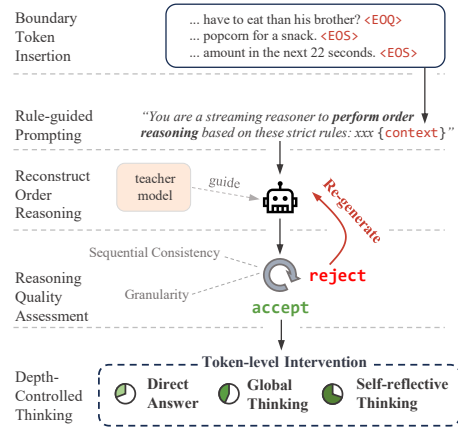 Boundary
Token
Insertion
... have to eat than his brother? <EOQ>
... popcorn for a snack. <EOS>
... amount in the next 22 seconds. <EOS>
Rule-guided
Prompting
“You are a streaming reasoner to perform order
reasoning based on these strict rules: xxx {context}”
Reconstruct
Order
Reasoning
teacher
model
guide
Re-generate
Reasoning
Quality
Assessment
Sequential Consistency
Granularity
reject
accept
Depth-
Controlled
Thinking
Token-level Intervention
Direct
Answer
Global
Thinking
Self-reflective
Thinking